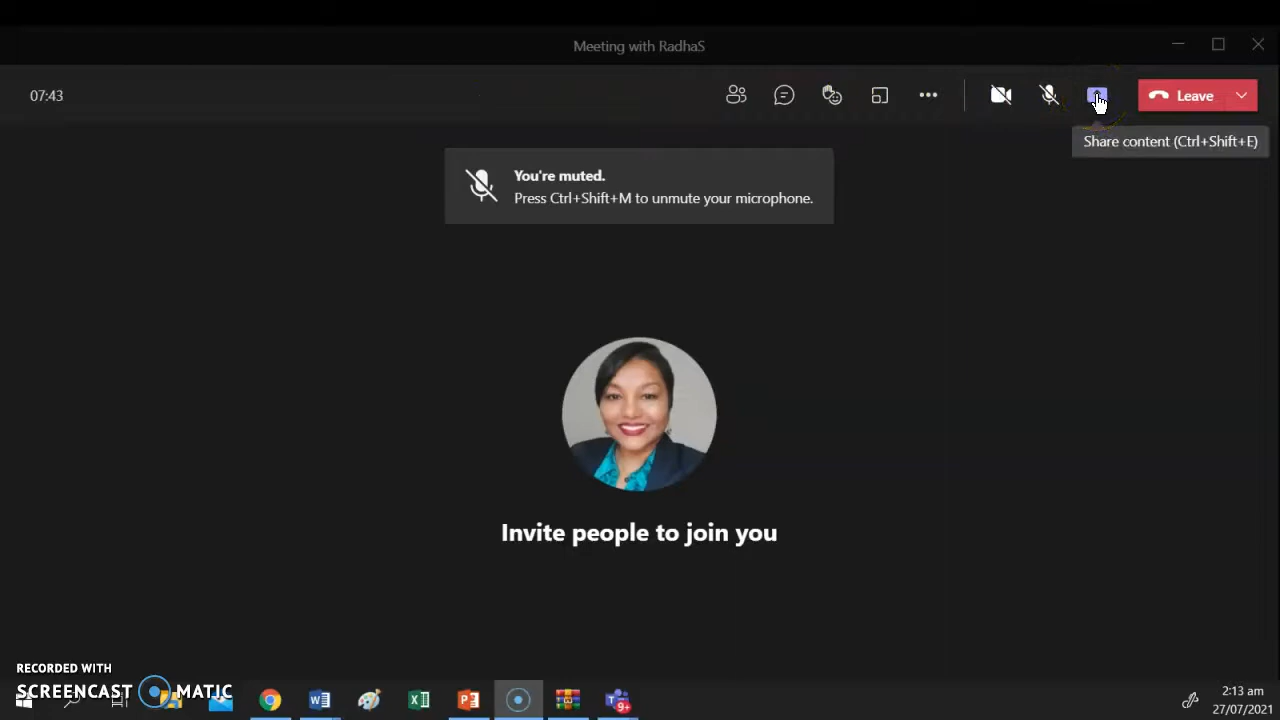 Meeting with RadhaS
07:43
Leave
Share content (Ctrl+Shift+E)
You're muted.
Press Ctrl+Shift+M to unmute your microphone.
Invite people to join you
RECORDED WITH
SCREENCAST MATIC
9+
2:13 am
27/07/2021